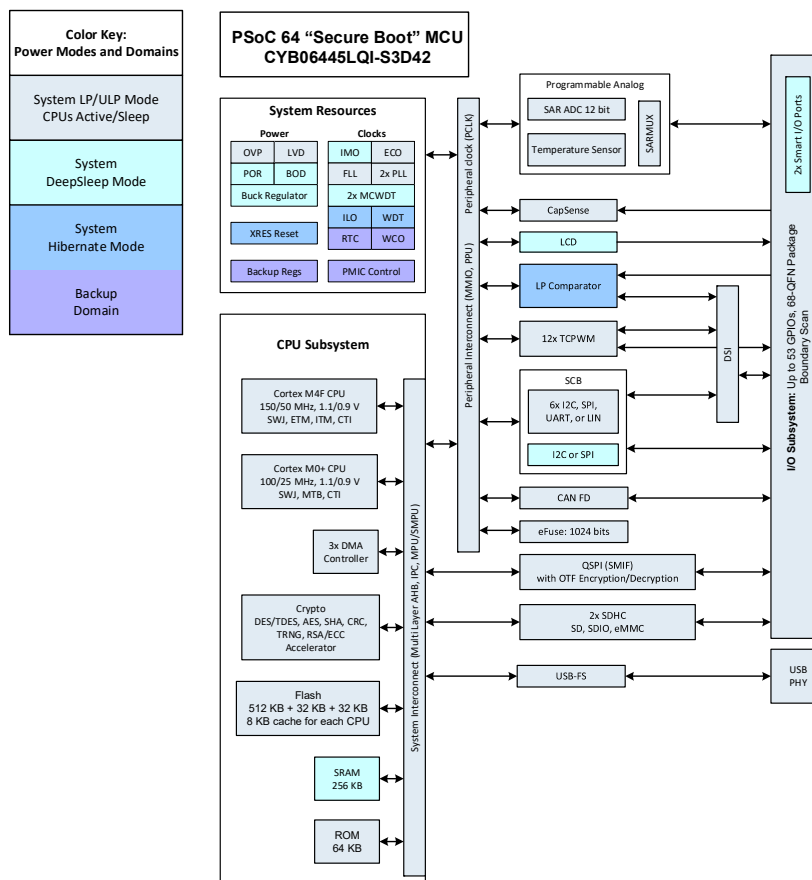 Color Key:
Power Modes and Domains
System LP/ULP Mode
CPUs Active/Sleep
System
DeepSleep Mode
System
Hibernate Mode
Backup
Domain
PSoC 64 “Secure Boot” MCU
CYB06445LQI-S3D42
System Resources
Power
Clocks
OVP
LVD
IMO
ECO
POR
BOD
FLL
2x PLL
Buck Regulator
2x MCWDT
XRES Reset
ILO
WDT
RTC
WCO
Backup Regs
PMIC Control
CPU Subsystem
Cortex M4F CPU
150/50 MHz, 1.1/0.9 V
SWJ, ETM, ITM, CTI
Cortex M0+ CPU
100/25 MHz, 1.1/0.9 V
SWJ, MTB, CTI
3x DMA
Controller
Crypto
DES/TDES, AES, SHA, CRC,
TRNG, RSA/ECC
Accelerator
Flash
512 KB + 32 KB + 32 KB
8 KB cache for each CPU
SRAM
256 KB
ROM
64 KB
System Interconnect (Multi Layer AHB, IPC, MPU/SMPU)
Peripheral Interconnect (MMIO, PPU)
Peripheral clock (PCLK)
Programmable Analog
SAR ADC 12 bit
Temperature Sensor
SARMUX
CapSense
LCD
LP Comparator
12x TCPWM
DSI
SCB
6x I2C, SPI,
UART, or LIN
I2C or SPI
CAN FD
eFuse: 1024 bits
QSPI (SMIF)
with OTF Encryption/Decryption
2x SDHC
SD, SDIO, eMMC
USB-FS
2x Smart I/O Ports
I/O Subsystem: Up to 53 GPIOs, 68-QFN Package
Boundary Scan
USB
PHY